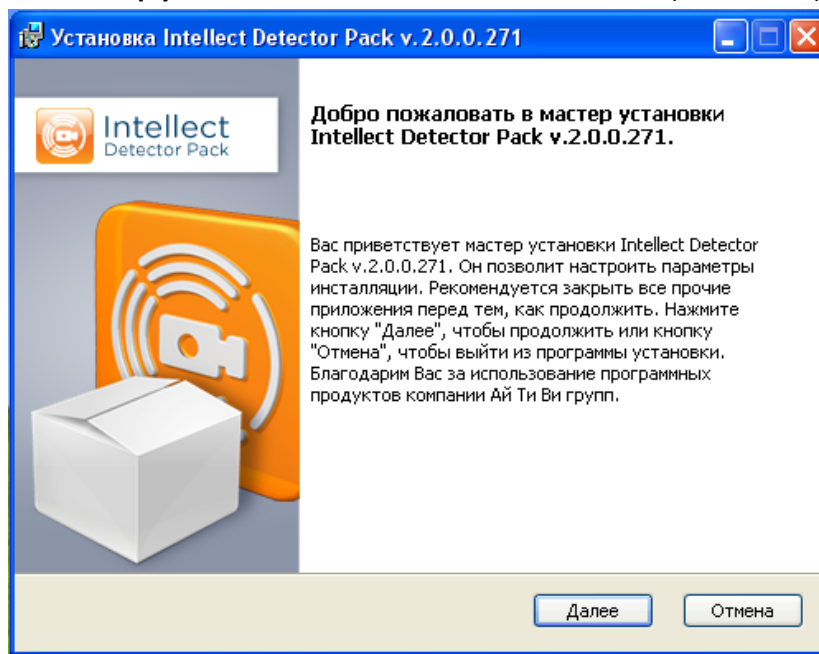 Установка Intellect Detector Pack v.2.0.0.271
Intellect
Detector Pack
Добро пожаловать в мастер установки
Intellect Detector Pack v.2.0.0.271.
Вас приветствует мастер установки Intellect Detector
Pack v.2.0.0.271. Он позволит настроить параметры
инсталляции. Рекомендуется закрыть все прочие
приложения перед тем, как продолжить. Нажмите
кнопку "Далее", чтобы продолжить или кнопку
"Отмена", чтобы выйти из программы установки.
Благодарим Вас за использование программных
продуктов компании Ай Ти Ви групп.
Далее
Отмена